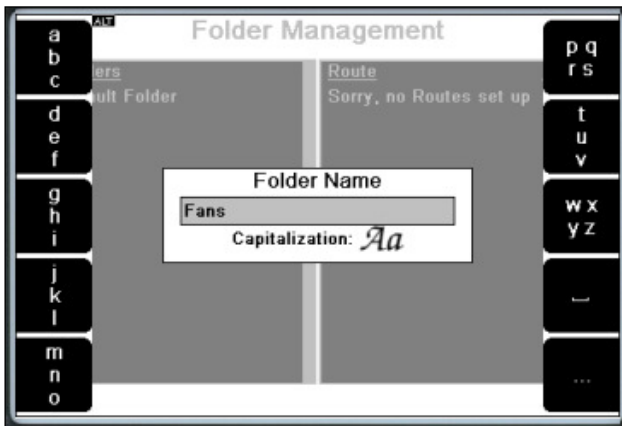 ALT
Folder Management
a
b
c
d
e
f
g
h
i
j
k
l
m
n
o
ers
ult Folder
Route
Sorry, no Routes set up
Folder Name
Fans
Capitalization: Aa
p q
r s
t
u
v
w x
y z
...